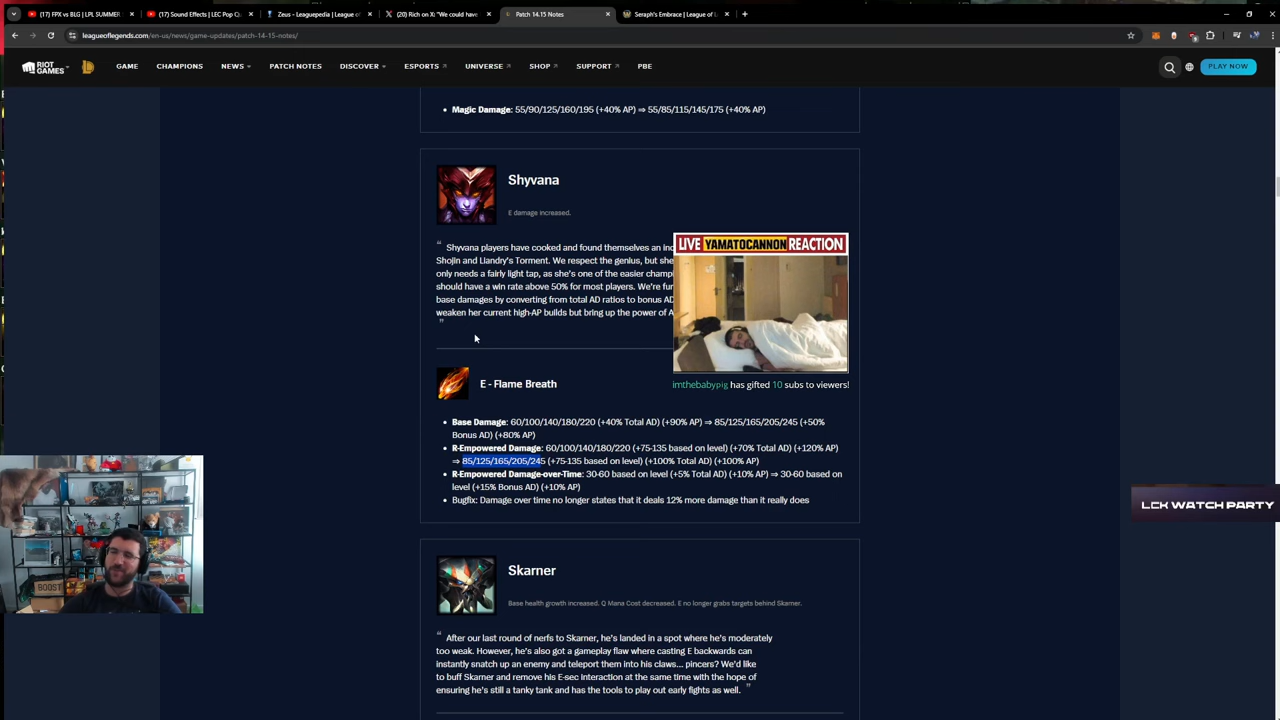 (17) FPX vs BLG | LPL SUMMER
(17) Sound Effects | LEC Pop C
Zeus - Leaguepedia | League of
(20) Rich on X: "We could have
Patch 14.15 Notes
Seraph's Embrace | League of L
leagueoflegends.com/en-us/news/game-updates/patch-14-15-notes/
RIOT GAMES
GAME
CHAMPIONS
NEWS
PATCH NOTES
DISCOVER
ESPORTS
UNIVERSE
SHOP
SUPPORT
PBE
PLAY NOW
Magic Damage: 55/90/125/160/195 (+40% AP) ⇒ 55/85/115/145/175 (+40% AP)
Shyvana
E damage increased.
Shyvana players have cooked and found themselves an inc
Shojin and Liandry's Torment. We respect the genius, but she
only needs a fairly light tap, as she's one of the easier champi
should have a win rate above 50% for most players. We're fur
base damages by converting from total AD ratios to bonus AD
weaken her current high-AP builds but bring up the power of A
LIVE YAMATOCANNON REACTION
imthebabypig has gifted 10 subs to viewers!
E - Flame Breath
Base Damage: 60/100/140/180/220 (+40% Total AD) (+90% AP) ⇒ 85/125/165/205/245 (+50%
Bonus AD) (+80% AP)
R-Empowered Damage: 60/100/140/180/220 (+75-135 based on level) (+70% Total AD) (+120% AP)
⇒ 85/125/165/205/245 (+75-135 based on level) (+100% Total AD) (+100% AP)
R-Empowered Damage-over-Time: 30-60 based on level (+5% Total AD) (+10% AP) ⇒ 30-60 based on
level (+15% Bonus AD) (+10% AP)
Bugfix: Damage over time no longer states that it deals 12% more damage than it really does
BOOST
LCK WATCH PARTY
Skarner
Base health growth increased. Q Mana Cost decreased. E no longer grabs targets behind Skarner.
After our last round of nerfs to Skarner, he's landed in a spot where he's moderately
too weak. However, he's also got a gameplay flaw where casting E backwards can
instantly snatch up an enemy and teleport them into his claws... pincers? We'd like
to buff Skarner and remove his E-sec interaction at the same time with the hope of
ensuring he's still a tanky tank and has the tools to play out early fights as well.